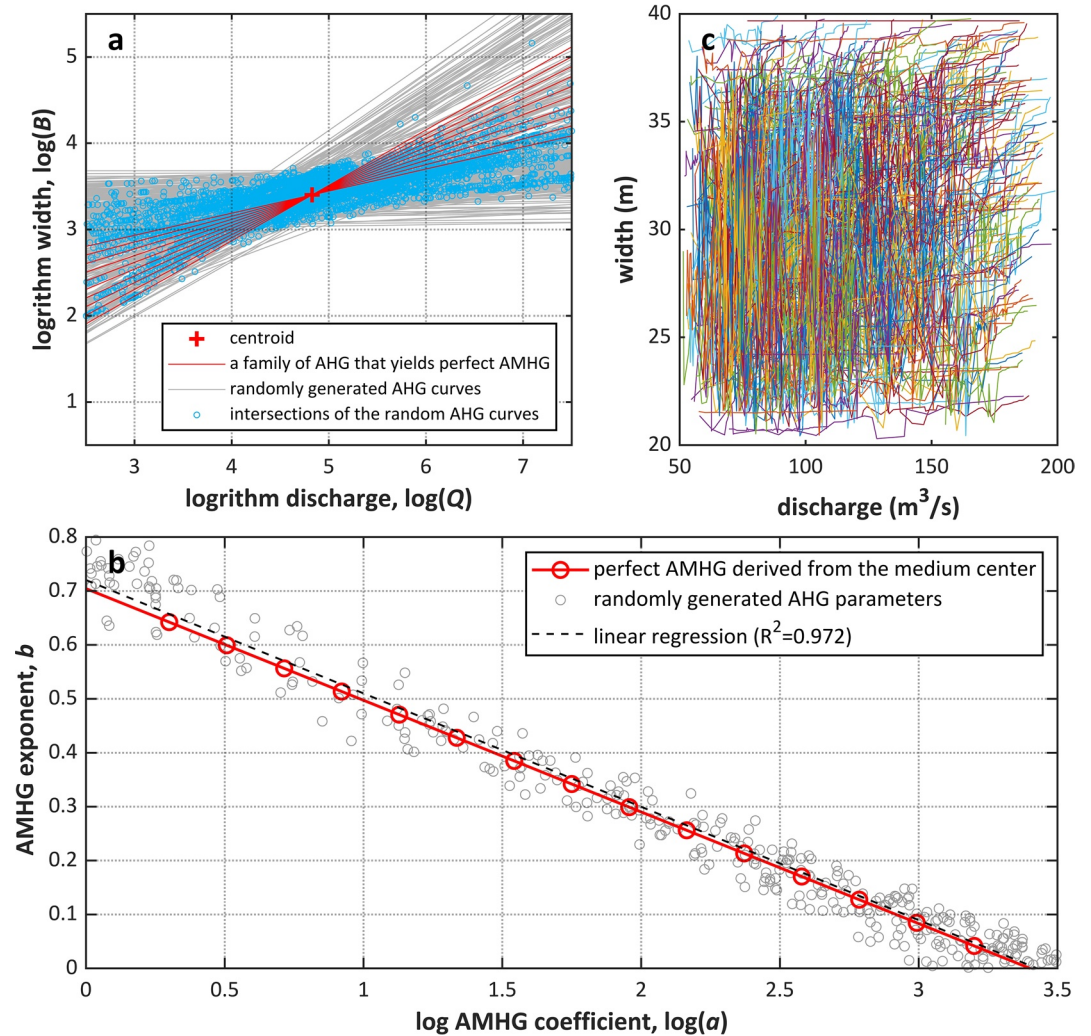 a
5
4
3
2
1
logrithm width, log(B)
centroid
a family of AHG that yields perfect AMHG
randomly generated AHG curves
intersections of the random AHG curves
3 4 5 6 7
logrithm discharge, log(Q)
c
40
35
30
25
20
width (m)
50 100 150 200
discharge (m³/s)
b
0.8
0.7
0.6
0.5
0.4
0.3
0.2
0.1
0
AMHG exponent, b
perfect AMHG derived from the medium center
randomly generated AHG parameters
linear regression (R²=0.972)
0 0.5 1 1.5 2 2.5 3 3.5
log AMHG coefficient, log(a)